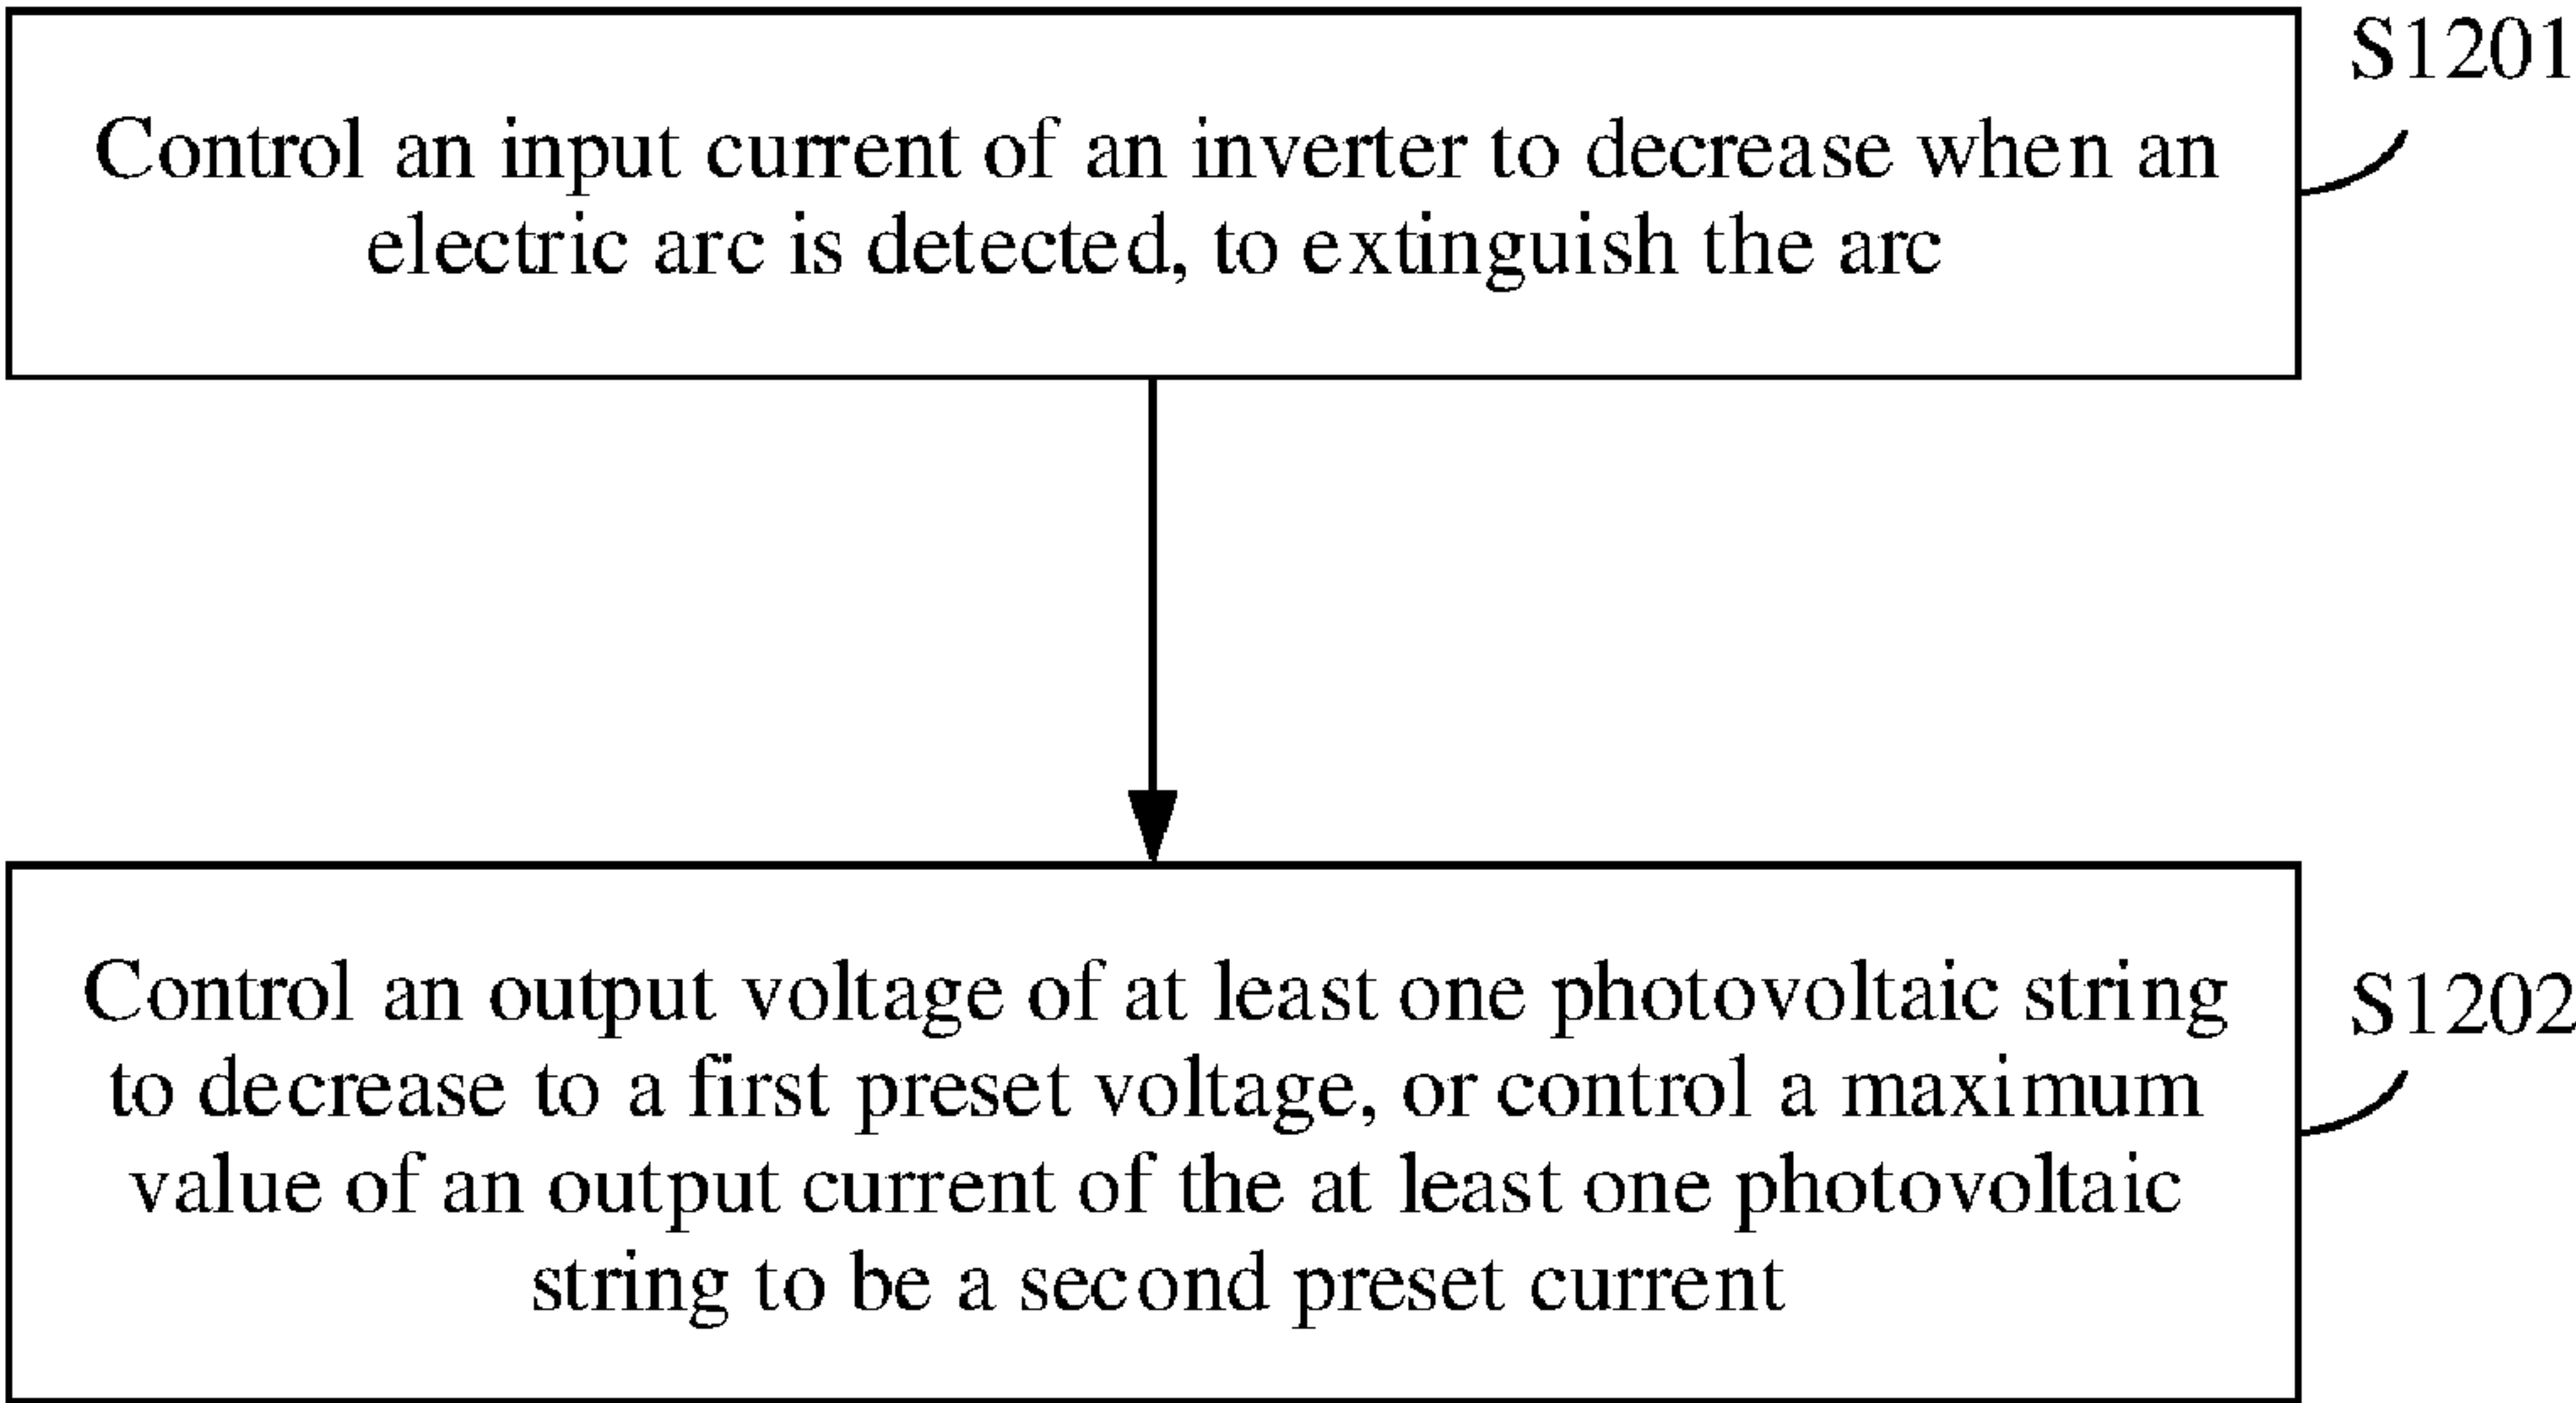 S1201
Control an input current of an inverter to decrease when an
electric arc is detected, to extinguish the arc
Control an output voltage of at least one photovoltaic string
S1202
to decrease to a first preset voltage, or control a maximum
value of an output current of the at least one photovoltaic
string to be a second preset current